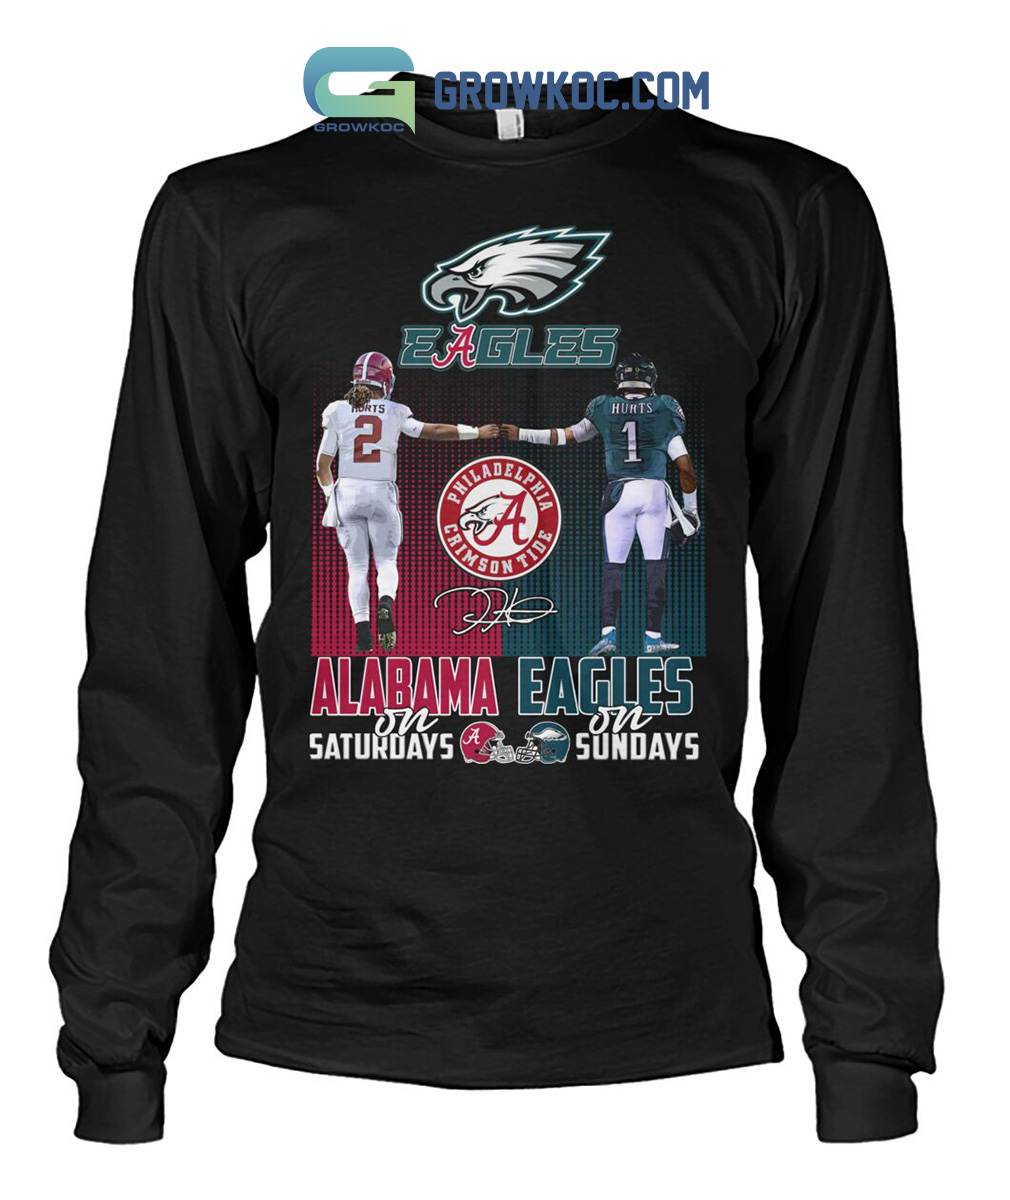 GROWKOC.COM
GROWKOC
EAGLES
HURTS
2
HURTS
1
PHILADELPHIA
A
CRIMSON TIDE
ALABAMA
on
SATURDAYS
A
EAGLES
on
SUNDAYS